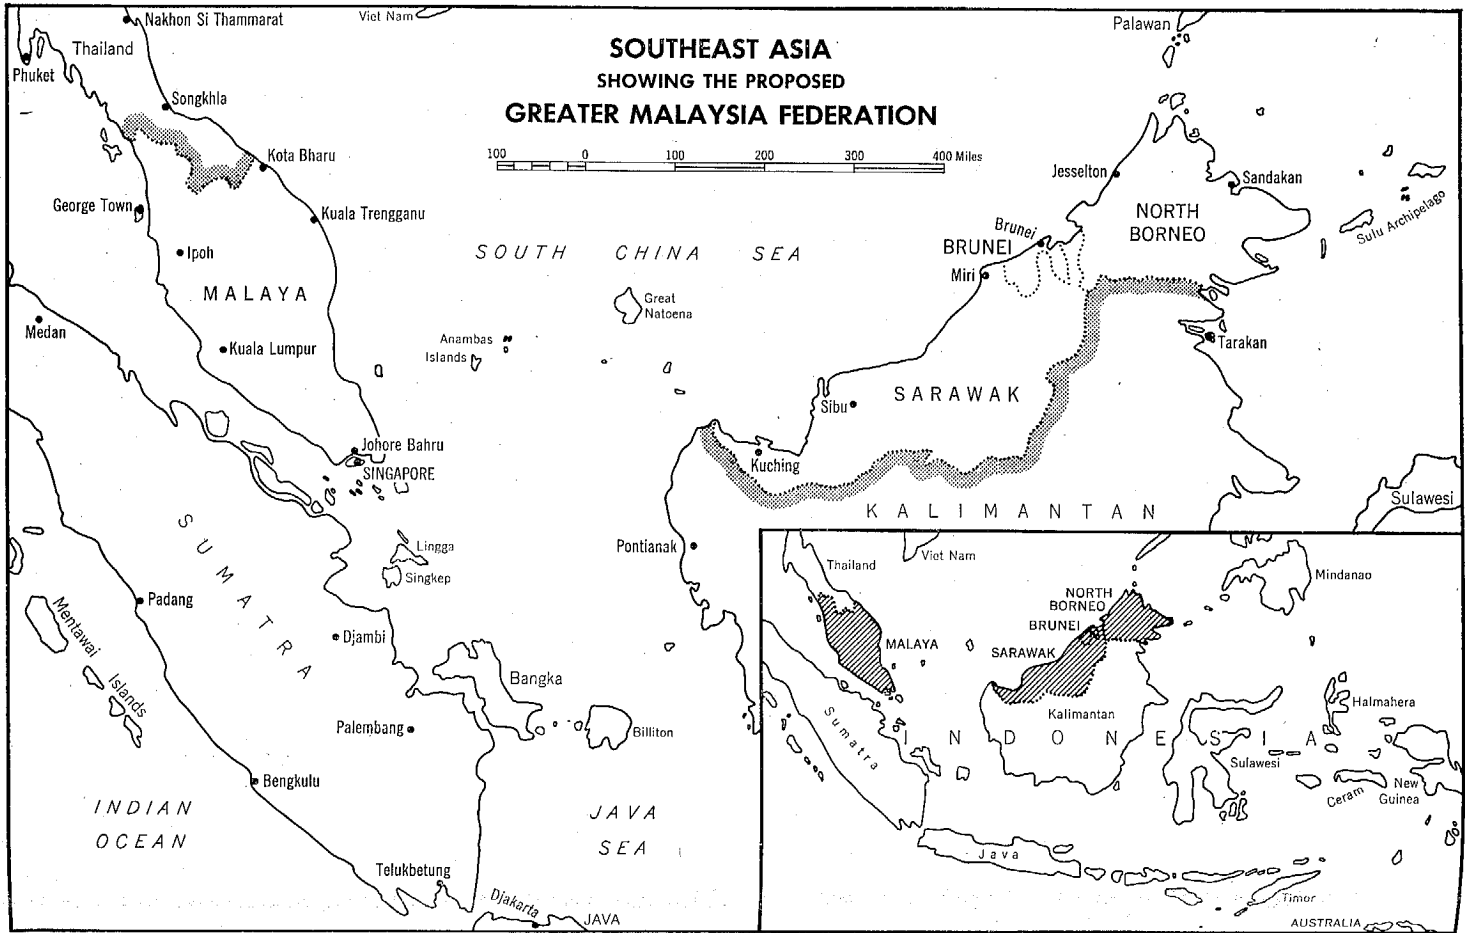 SOUTHEAST ASIA
SHOWING THE PROPOSED
GREATER MALAYSIA FEDERATION
100 0 100 200 300 400 Miles
Nakhon Si Thammarat
Viet Nam
Palawan
Thailand
Phuket
Songkhla
Kota Bharu
George Town
Kuala Trengganu
Ipoh
MALAYA
Medan
Kuala Lumpur
SOUTH CHINA SEA
Great
Natoena
Anambas
Islands
Jesselton
Sandakan
NORTH
BORNEO
Sulu Archipelago
Brunei
BRUNEI
Miri
Tarakan
SARAWAK
Sibu
Johore Bahru
SINGAPORE
Kuching
Sulawesi
KALIMANTAN
SUMATRA
Lingga
Singkep
Pontianak
Padang
Mentawai
Islands
Djambi
Bangka
Palembang
Billiton
Bengkulu
INDIAN
OCEAN
JAVA
SEA
Telukbetung
Djakarta
JAVA
Thailand
Viet Nam
Mindanao
NORTH
BORNEO
BRUNEI
MALAYA
SARAWAK
Kalimantan
Halmahera
Sumatra
INDONESIA
Sulawesi
Ceram
New
Guinea
Java
Timor
AUSTRALIA